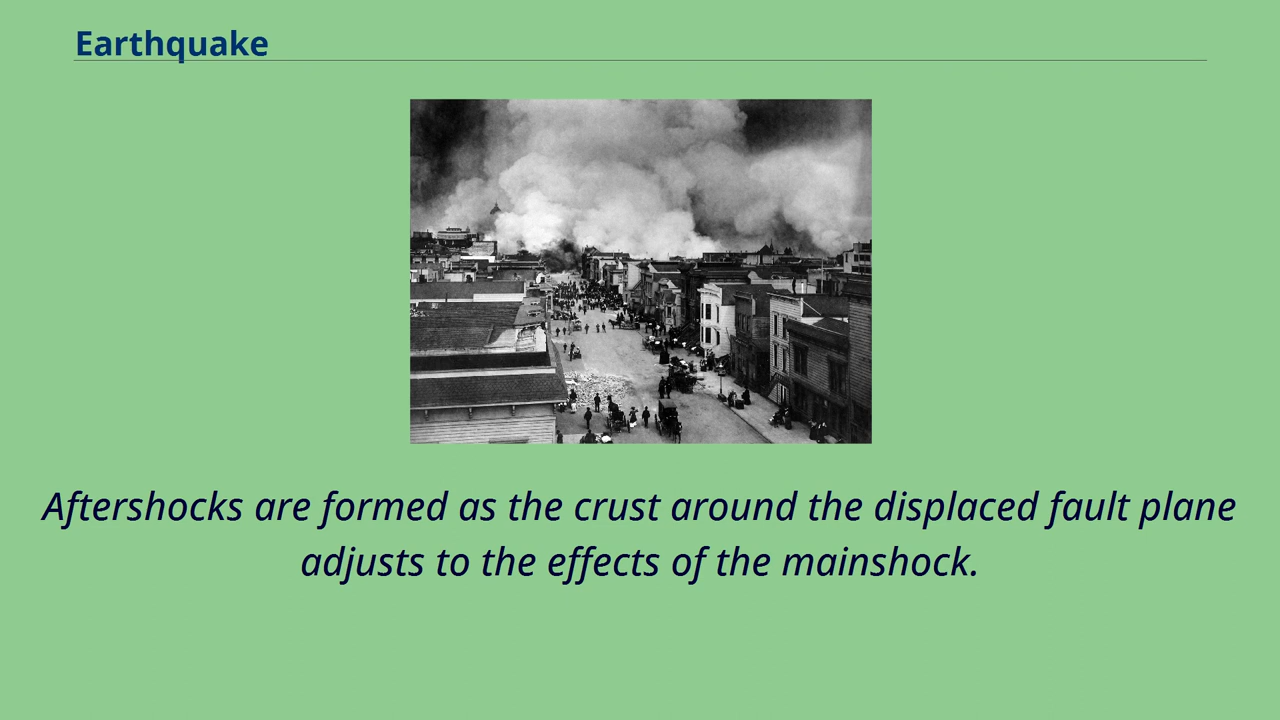 Earthquake
Aftershocks are formed as the crust around the displaced fault plane
adjusts to the effects of the mainshock.